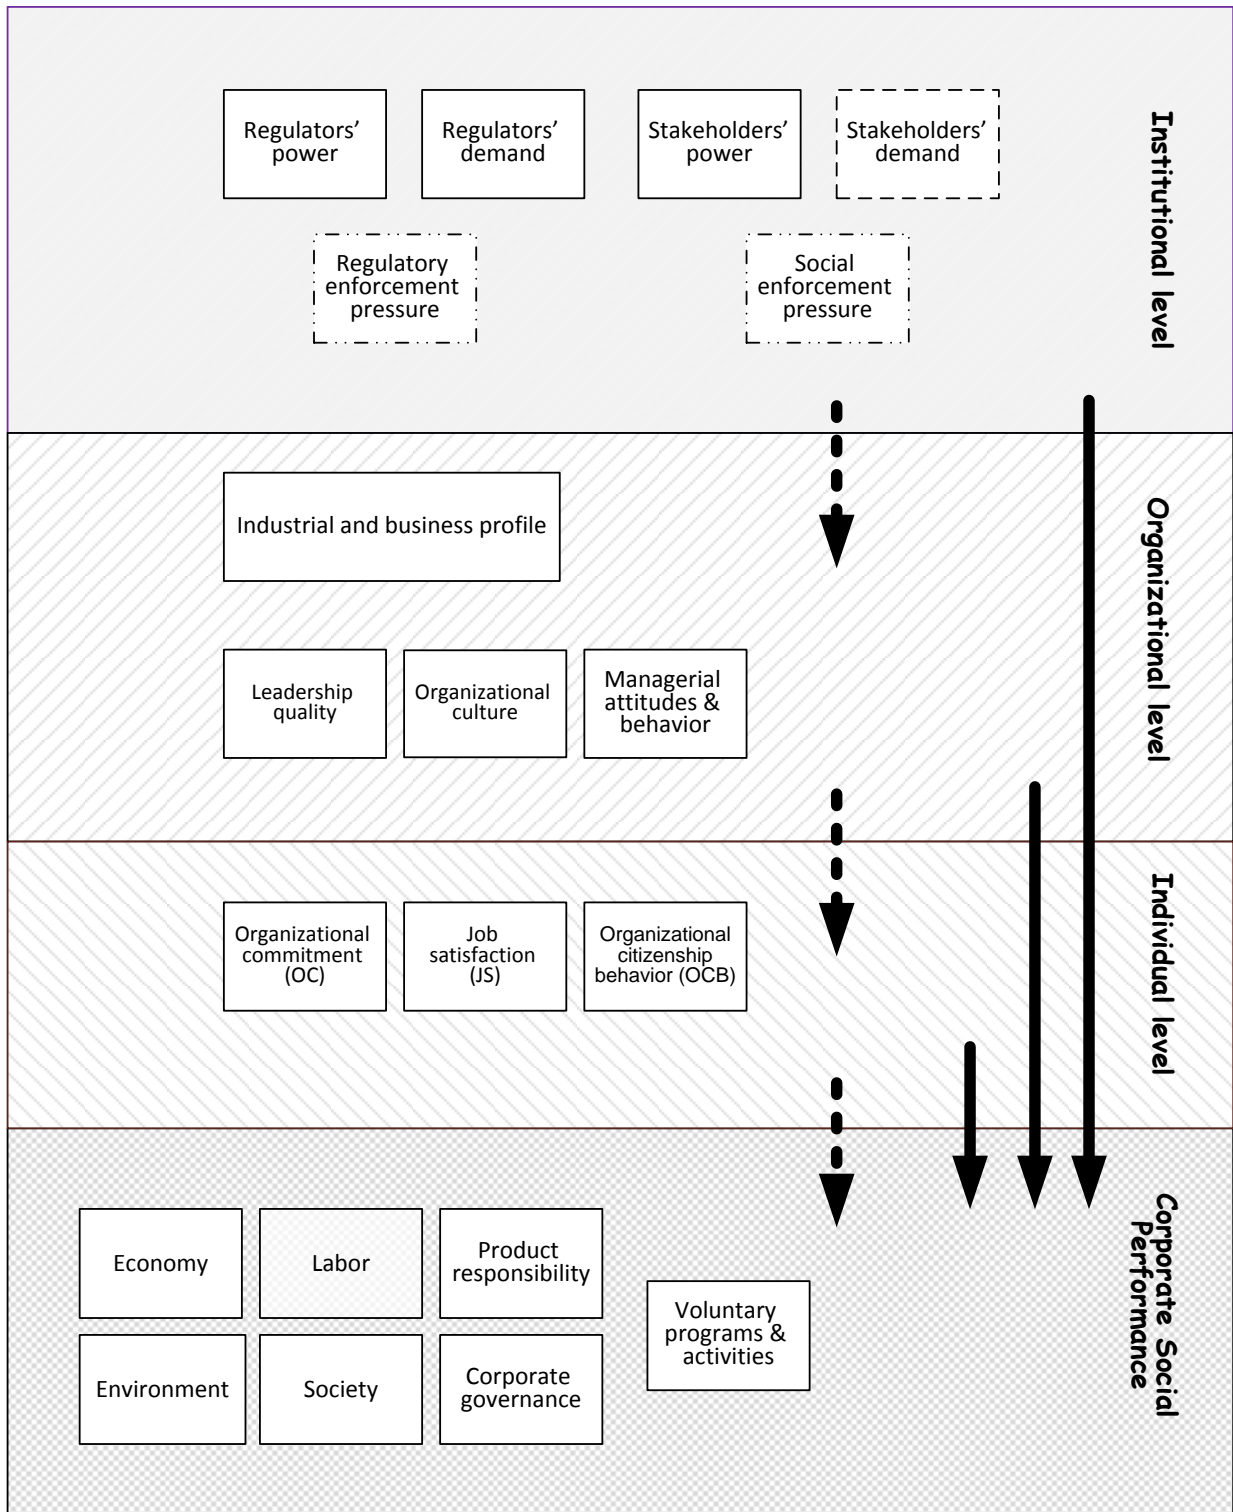 Regulators’
power
Regulators’
demand
Stakeholders’
power
Stakeholders’
demand
Regulatory
enforcement
pressure
Social
enforcement
pressure
Institutional level
Industrial and business profile
Leadership
quality
Organizational
culture
Managerial
attitudes &
behavior
Organizational level
Organizational
commitment
(OC)
Job
satisfaction
(JS)
Organizational
citizenship
behavior (OCB)
Individual level
Economy
Labor
Product
responsibility
Environment
Society
Corporate
governance
Voluntary
programs &
activities
Corporate Social
Performance